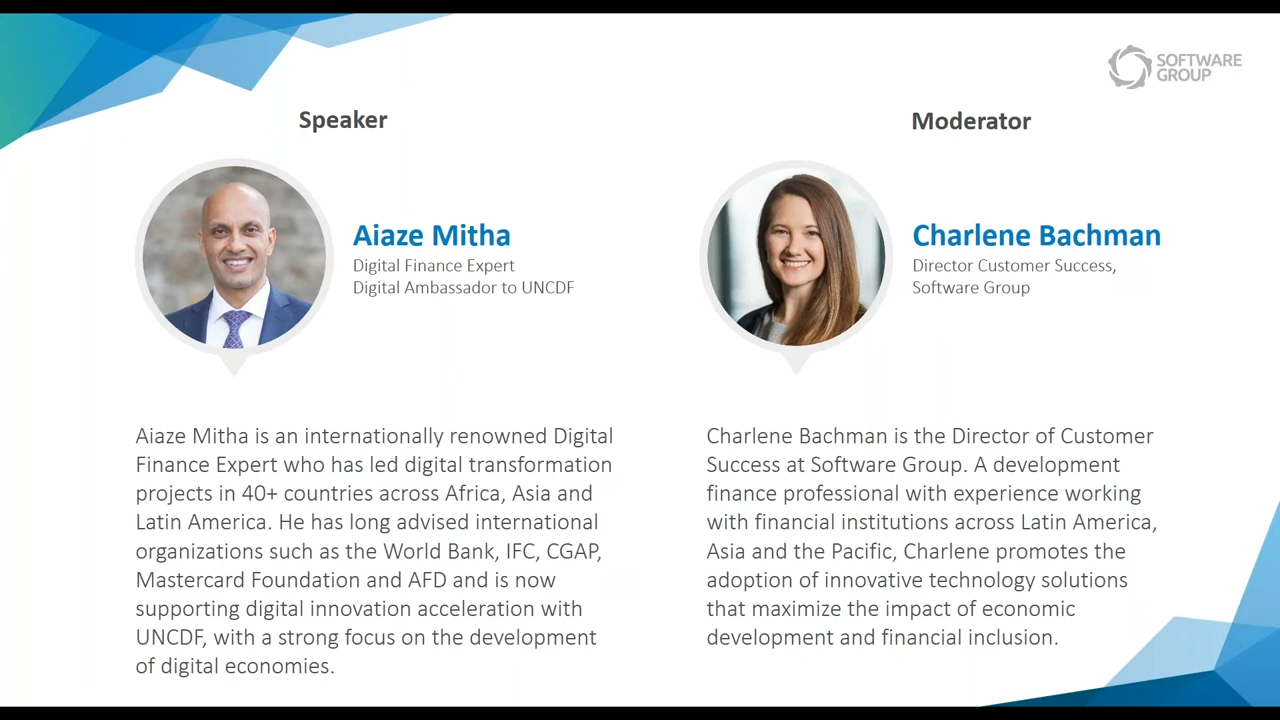 SOFTWARE
GROUP
Speaker
Aiaze Mitha
Digital Finance Expert
Digital Ambassador to UNCDF
Aiaze Mitha is an internationally renowned Digital
Finance Expert who has led digital transformation
projects in 40+ countries across Africa, Asia and
Latin America. He has long advised international
organizations such as the World Bank, IFC, CGAP,
Mastercard Foundation and AFD and is now
supporting digital innovation acceleration with
UNCDF, with a strong focus on the development
of digital economies.
Moderator
Charlene Bachman
Director Customer Success,
Software Group
Charlene Bachman is the Director of Customer
Success at Software Group. A development
finance professional with experience working
with financial institutions across Latin America,
Asia and the Pacific, Charlene promotes the
adoption of innovative technology solutions
that maximize the impact of economic
development and financial inclusion.